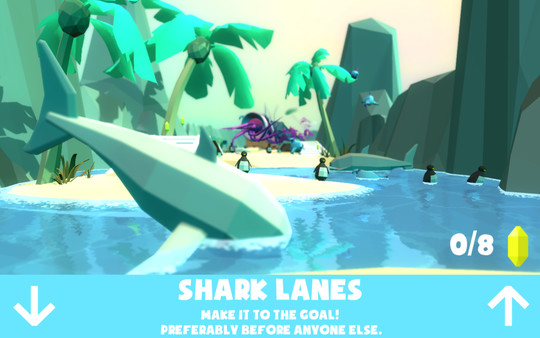 0/8
SHARK LANES
MAKE IT TO THE GOAL!
PREFERABLY BEFORE ANYONE ELSE.